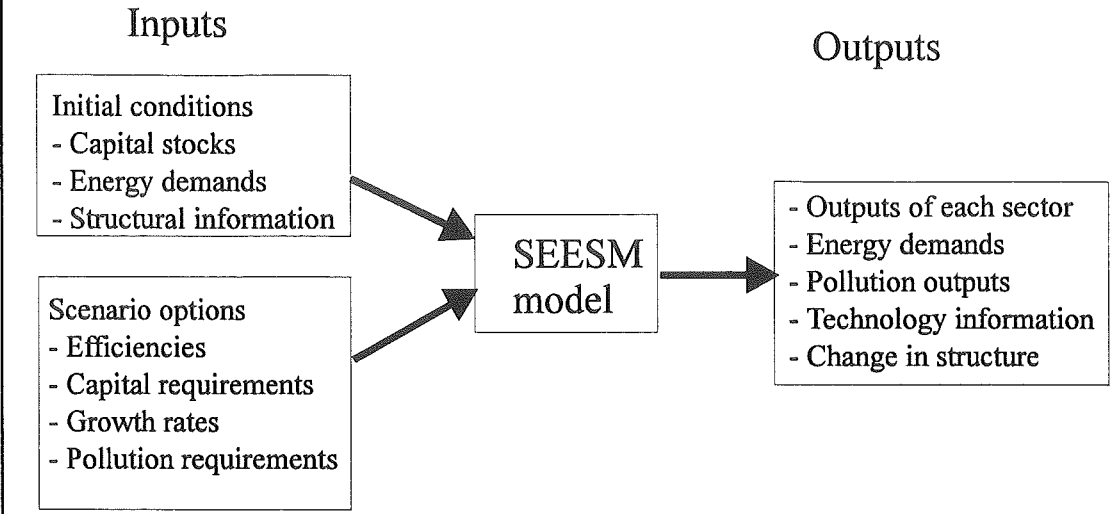 Inputs
Initial conditions
- Capital stocks
- Energy demands
- Structural information
Scenario options
- Efficiencies
- Capital requirements
- Growth rates
- Pollution requirements
SEESM
model
Outputs
- Outputs of each sector
- Energy demands
- Pollution outputs
- Technology information
- Change in structure